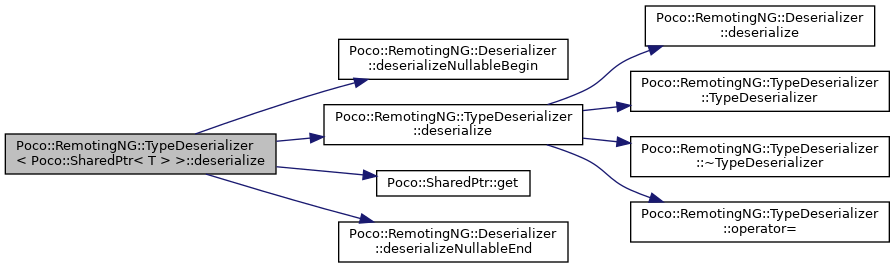 Poco::RemotingNG::TypeDeserializer
< Poco::SharedPtr< T > >::deserialize
Poco::RemotingNG::Deserializer
::deserializeNullableBegin
Poco::RemotingNG::TypeDeserializer
::deserialize
Poco::SharedPtr::get
Poco::RemotingNG::Deserializer
::deserializeNullableEnd
Poco::RemotingNG::Deserializer
::deserialize
Poco::RemotingNG::TypeDeserializer
::TypeDeserializer
Poco::RemotingNG::TypeDeserializer
::~TypeDeserializer
Poco::RemotingNG::TypeDeserializer
::operator=